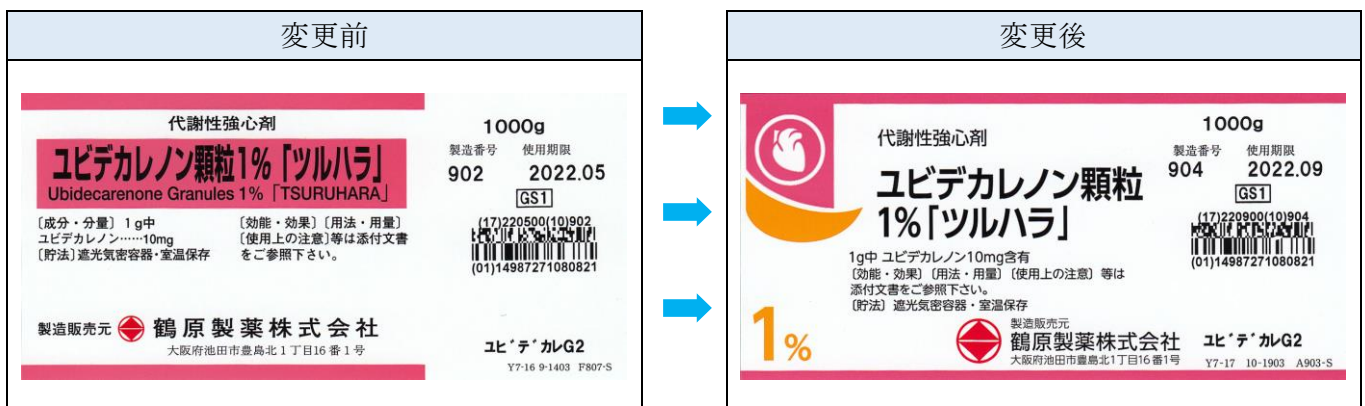 変更前
代謝性強心剤
ユビデカレノン顆粒1%「ツルハラ」
Ubidecarenone Granules 1%「TSURUHARA」
〔成分・分量〕1g中
ユビデカレノン……10mg
〔貯法〕遮光気密容器・室温保存
〔効能・効果〕〔用法・用量〕
〔使用上の注意〕等は添付文書
をご参照下さい。
製造販売元 鶴原製薬株式会社
大阪府池田市豊島北1丁目16番1号
1000g
製造番号 使用期限
902 2022.05
GS1
(17)220500(10)902
(01)14987271080821
ユビデカレG2
Y7-16 9-1403 F807-S
変更後
代謝性強心剤
ユビデカレノン顆粒
1%「ツルハラ」
1g中 ユビデカレノン10mg含有
〔効能・効果〕〔用法・用量〕〔使用上の注意〕等は
添付文書をご参照下さい。
〔貯法〕遮光気密容器・室温保存
1%
製造販売元
鶴原製薬株式会社
大阪府池田市豊島北1丁目16番1号
1000g
製造番号 使用期限
904 2022.09
GS1
(17)220900(10)904
(01)14987271080821
ユビデカレG2
Y7-17 10-1903 A903-S